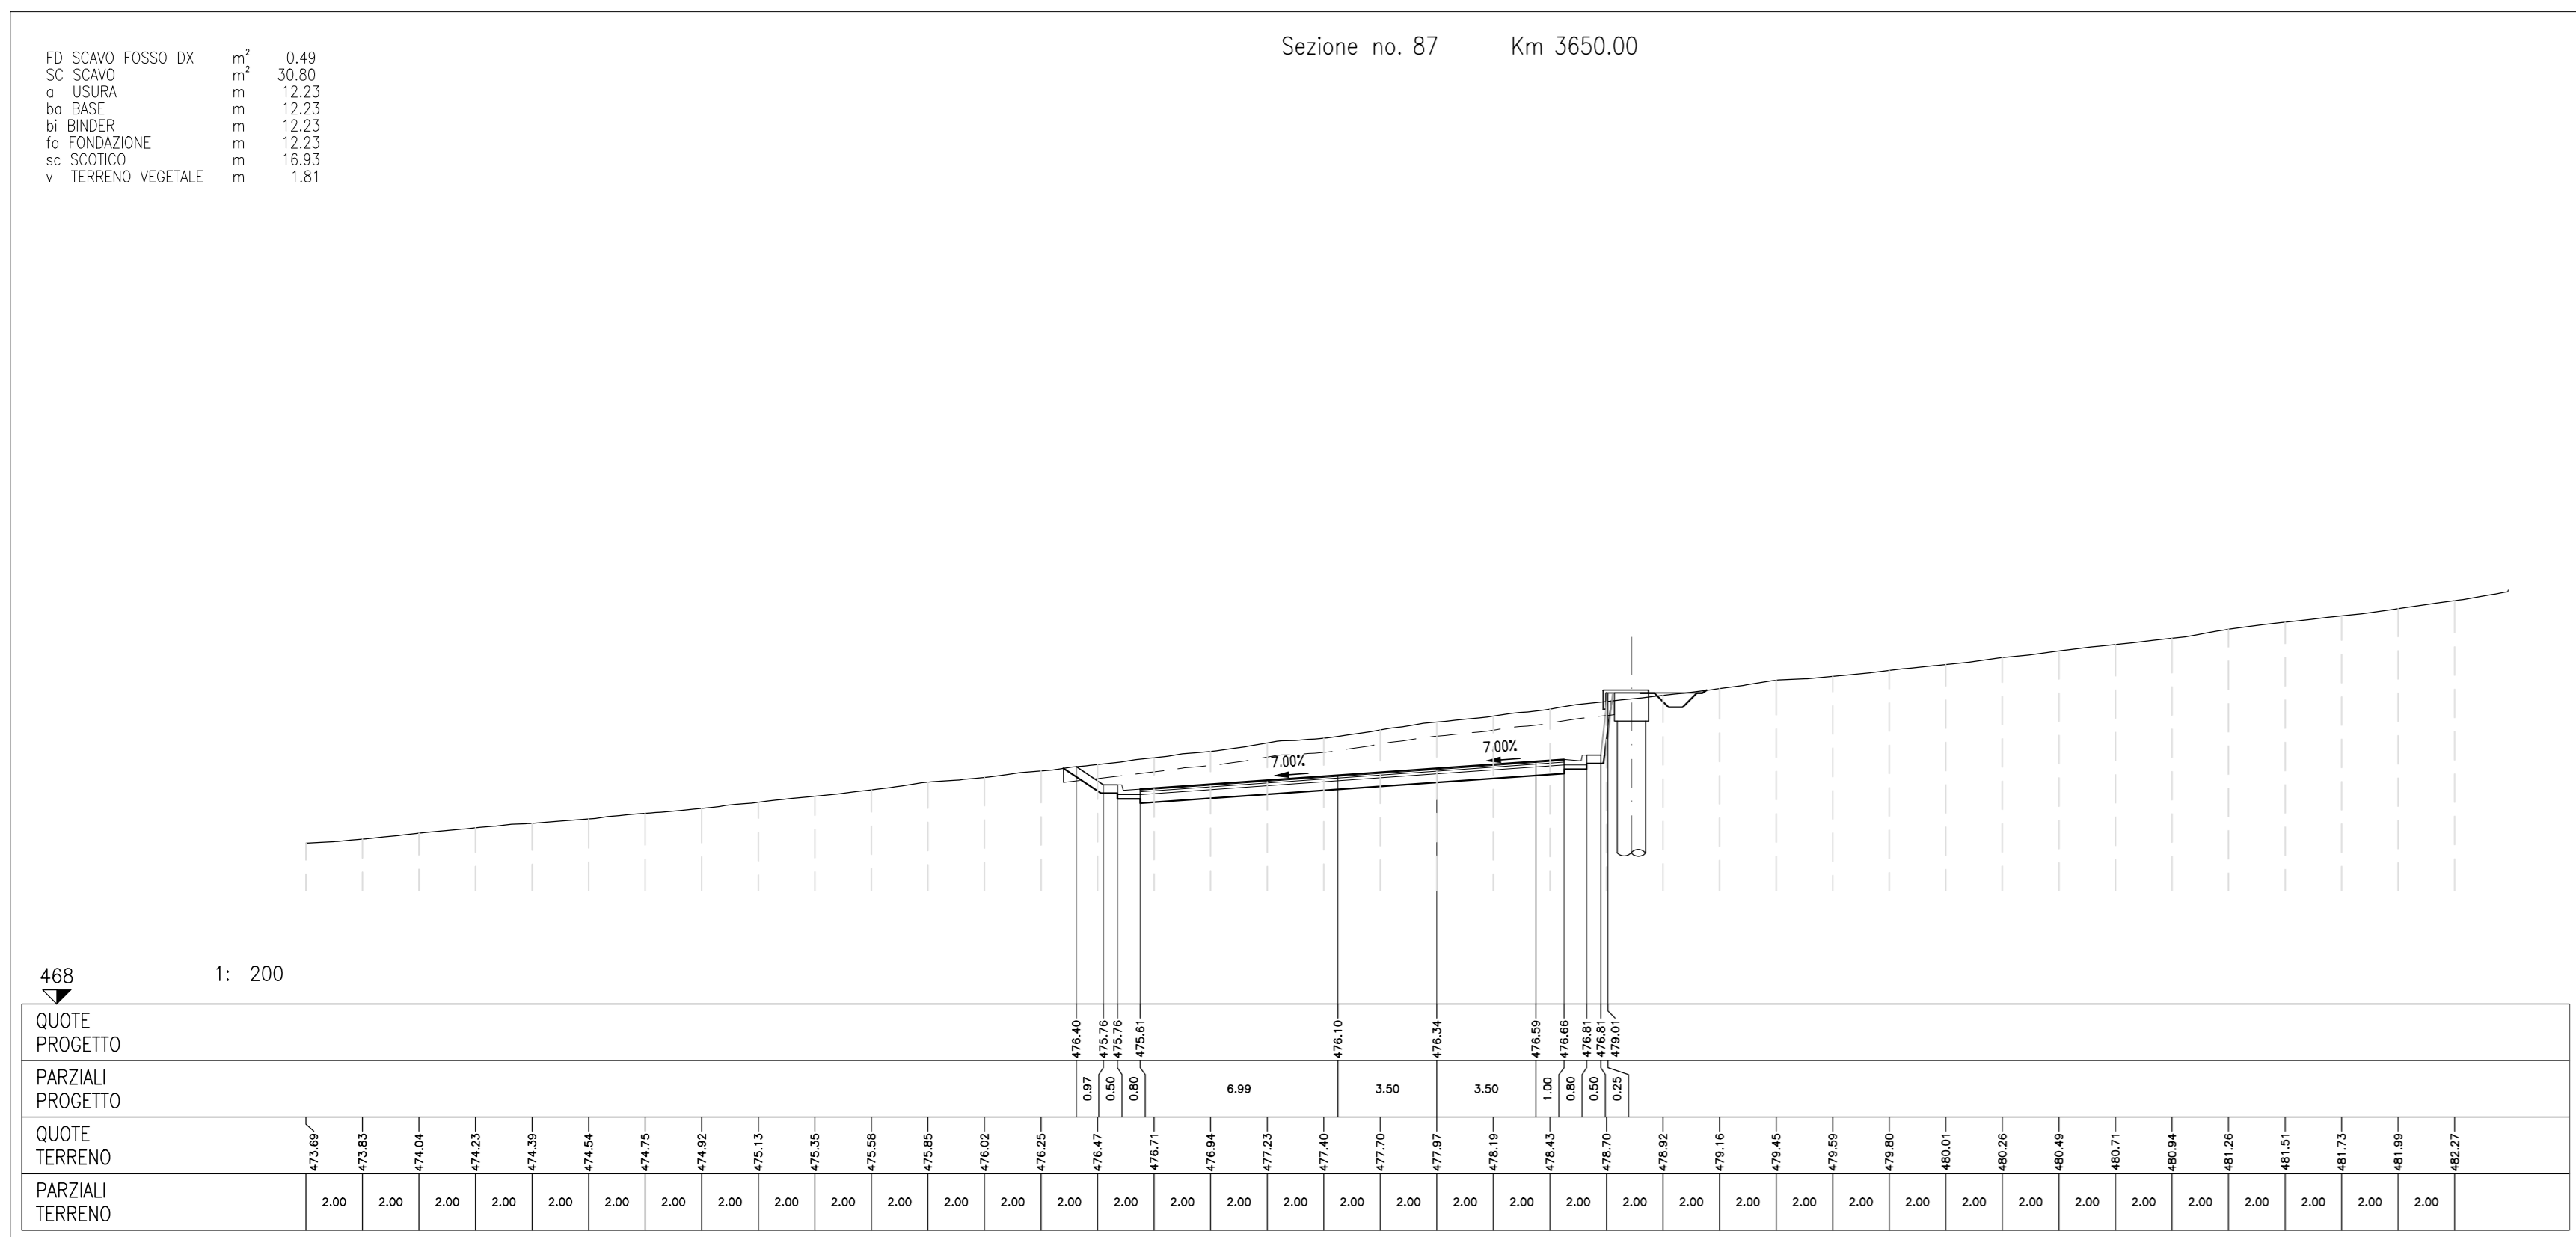 Sezione no. 87 Km 3650.00
FD SCAVO FOSSO DX m² 0.49
SC SCAVO m² 30.80
a USURA m 12.23
ba BASE m 12.23
bi BINDER m 12.23
fo FONDAZIONE m 12.23
sc SCOTICO m 16.93
v TERRENO VEGETALE m 1.81
7.00%
7.00%
468
1: 200
QUOTE
PROGETTO
476.40 475.76 475.76 475.61 476.10 476.34 476.59 476.66 476.81 476.81 479.01
PARZIALI
PROGETTO
0.97 0.50 0.80 6.99 3.50 3.50 1.00 0.80 0.50 0.25
QUOTE
TERRENO
473.69 473.83 474.04 474.23 474.39 474.54 474.75 474.92 475.13 475.35 475.58 475.85 476.02 476.25 476.47 476.71 476.94 477.23 477.40 477.70 477.97 478.19 478.43 478.70 478.92 479.16 479.45 479.59 479.80 480.01 480.26 480.49 480.71 480.94 481.26 481.51 481.73 481.99 482.27
PARZIALI
TERRENO
2.00 2.00 2.00 2.00 2.00 2.00 2.00 2.00 2.00 2.00 2.00 2.00 2.00 2.00 2.00 2.00 2.00 2.00 2.00 2.00 2.00 2.00 2.00 2.00 2.00 2.00 2.00 2.00 2.00 2.00 2.00 2.00 2.00 2.00 2.00 2.00 2.00 2.00